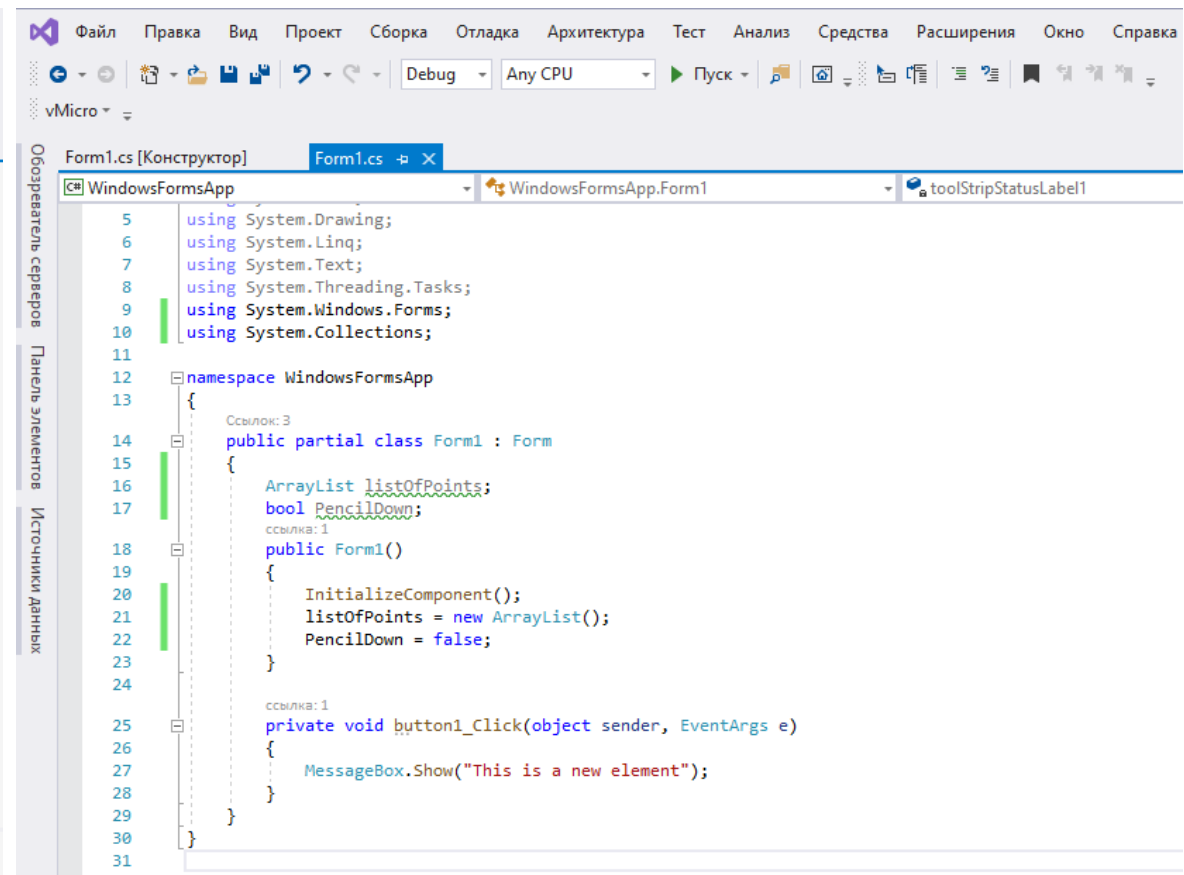 Файл Правка Вид Проект Сборка Отладка Архитектура Тест Анализ Средства Расширения Окно Справка
Debug Any CPU Пуск
vMicro
Form1.cs [Конструктор] Form1.cs
C# WindowsFormsApp WindowsFormsApp.Form1 toolStripStatusLabel1
Обозреватель серверов
Панель элементов
Источники данных
5 using System.Drawing;
6 using System.Linq;
7 using System.Text;
8 using System.Threading.Tasks;
9 using System.Windows.Forms;
10 using System.Collections;
11
12 namespace WindowsFormsApp
13 {
Ссылок: 3
14 public partial class Form1 : Form
15 {
16 ArrayList listOfPoints;
17 bool PencilDown;
ссылка: 1
18 public Form1()
19 {
20 InitializeComponent();
21 listOfPoints = new ArrayList();
22 PencilDown = false;
23 }
24
ссылка: 1
25 private void button1_Click(object sender, EventArgs e)
26 {
27 MessageBox.Show("This is a new element");
28 }
29 }
30 }
31